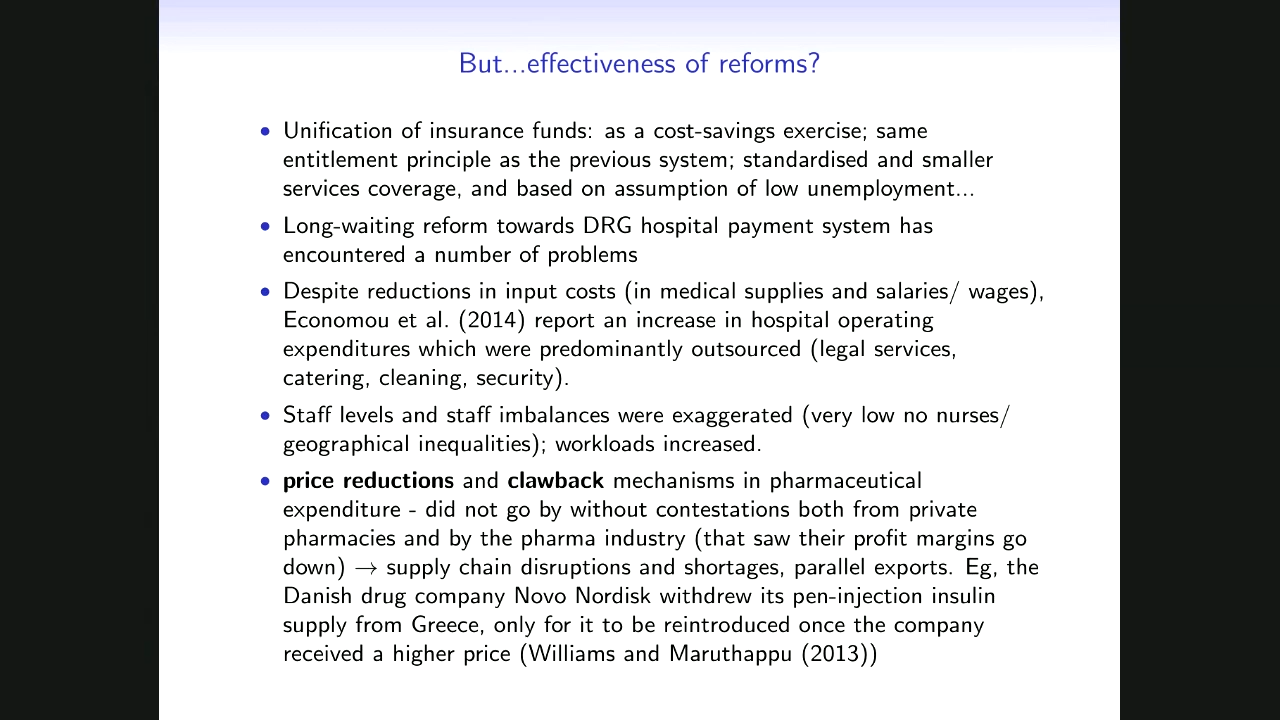 But...effectiveness of reforms?
• Unification of insurance funds: as a cost-savings exercise; same
entitlement principle as the previous system; standardised and smaller
services coverage, and based on assumption of low unemployment...
• Long-waiting reform towards DRG hospital payment system has
encountered a number of problems
• Despite reductions in input costs (in medical supplies and salaries/ wages),
Economou et al. (2014) report an increase in hospital operating
expenditures which were predominantly outsourced (legal services,
catering, cleaning, security).
• Staff levels and staff imbalances were exaggerated (very low no nurses/
geographical inequalities); workloads increased.
• price reductions and clawback mechanisms in pharmaceutical
expenditure - did not go by without contestations both from private
pharmacies and by the pharma industry (that saw their profit margins go
down) → supply chain disruptions and shortages, parallel exports. Eg, the
Danish drug company Novo Nordisk withdrew its pen-injection insulin
supply from Greece, only for it to be reintroduced once the company
received a higher price (Williams and Maruthappu (2013))